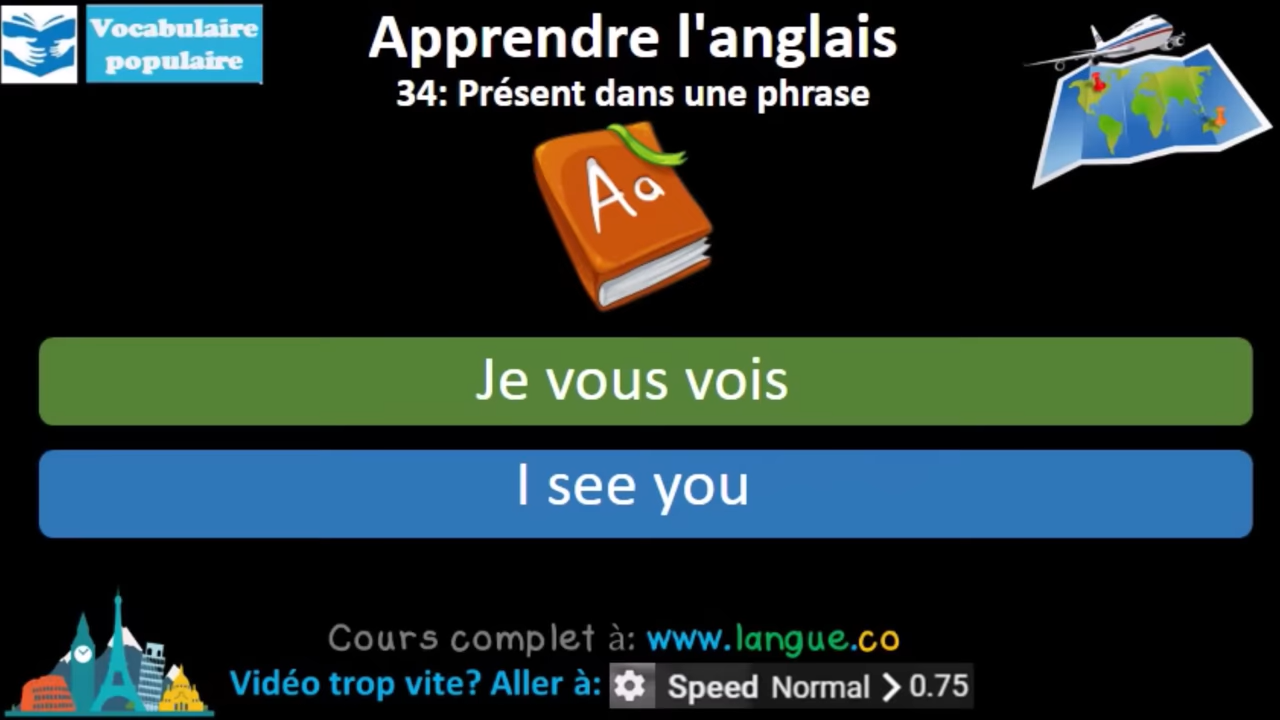 Vocabulaire
populaire
Apprendre l'anglais
34: Présent dans une phrase
Aa
Je vous vois
I see you
Cours complet à: www.langue.co
Vidéo trop vite? Aller à: Speed Normal > 0.75